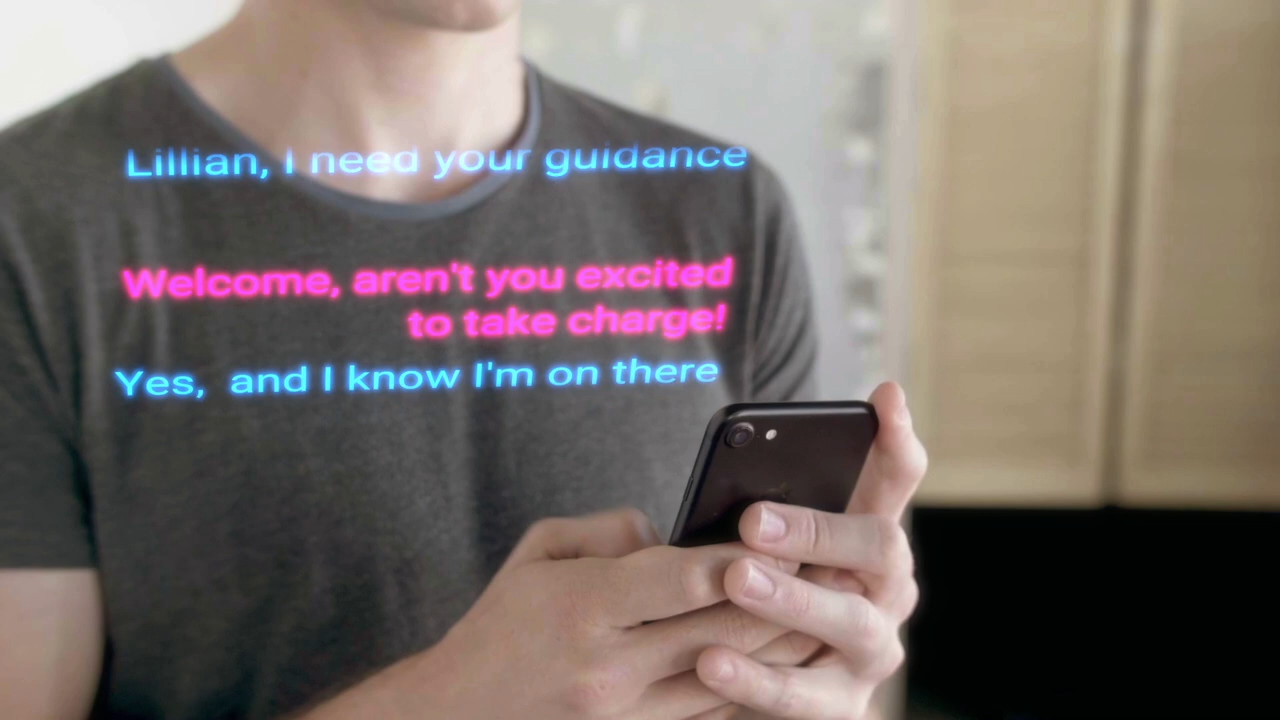 Lillian, I need your guidance
Welcome, aren't you excited
to take charge!
Yes,  and I know I'm on there